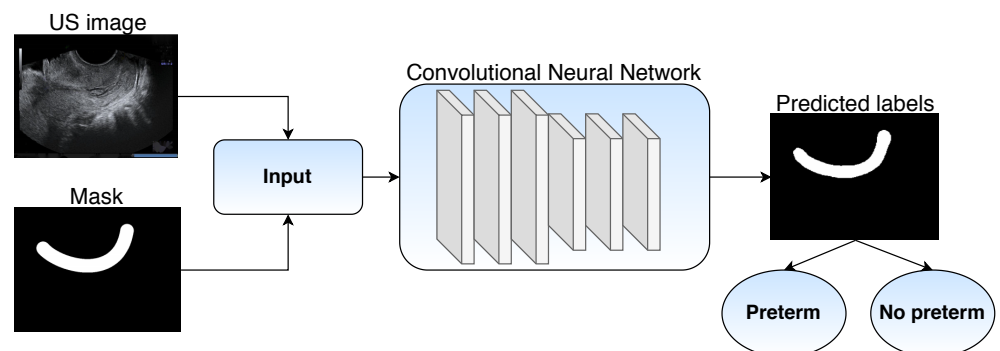 US image
Convolutional Neural Network
Predicted labels
Input
Mask
Preterm
No preterm